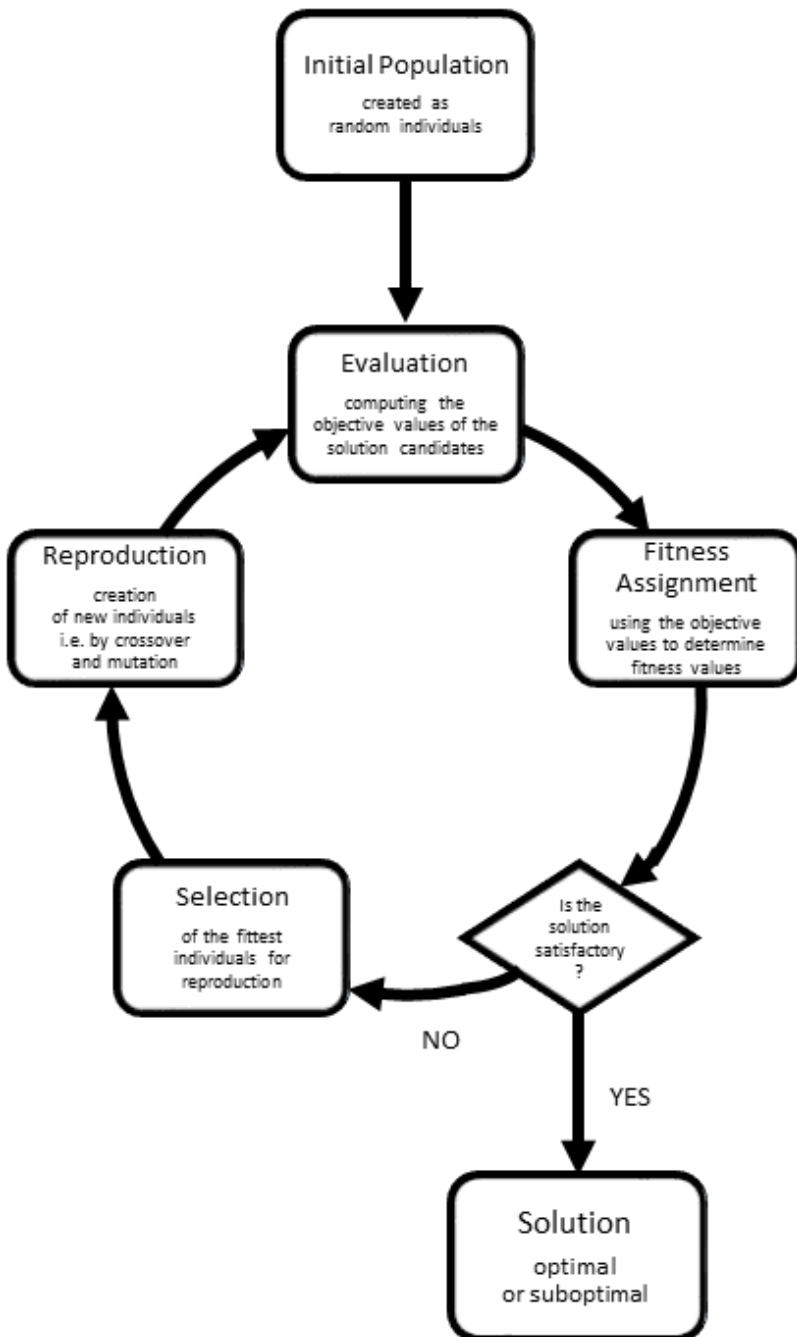 Initial Population
created as
random individuals
Evaluation
computing the
objective values of the
solution candidates
Reproduction
creation
of new individuals
i.e. by crossover
and mutation
Fitness
Assignment
using the objective
values to determine
fitness values
Selection
of the fittest
individuals for
reproduction
Is the
solution
satisfactory
?
NO
YES
Solution
optimal
or suboptimal